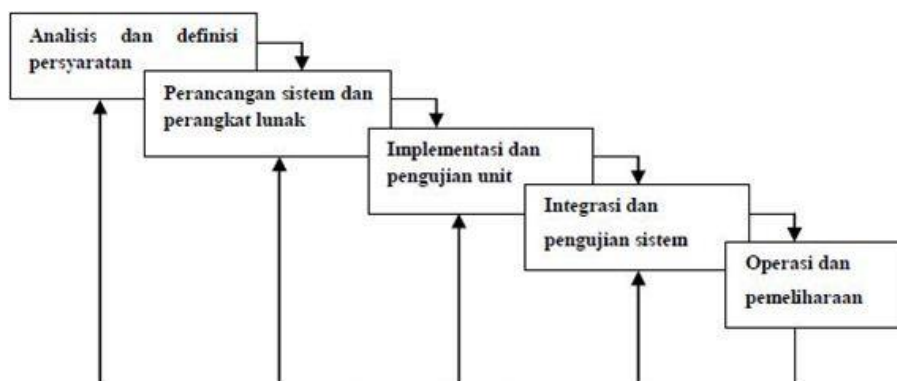 Analisis dan definisi
persyaratan
Perancangan sistem dan
perangkat lunak
Implementasi dan
pengujian unit
Integrasi dan
pengujian sistem
Operasi dan
pemeliharaan